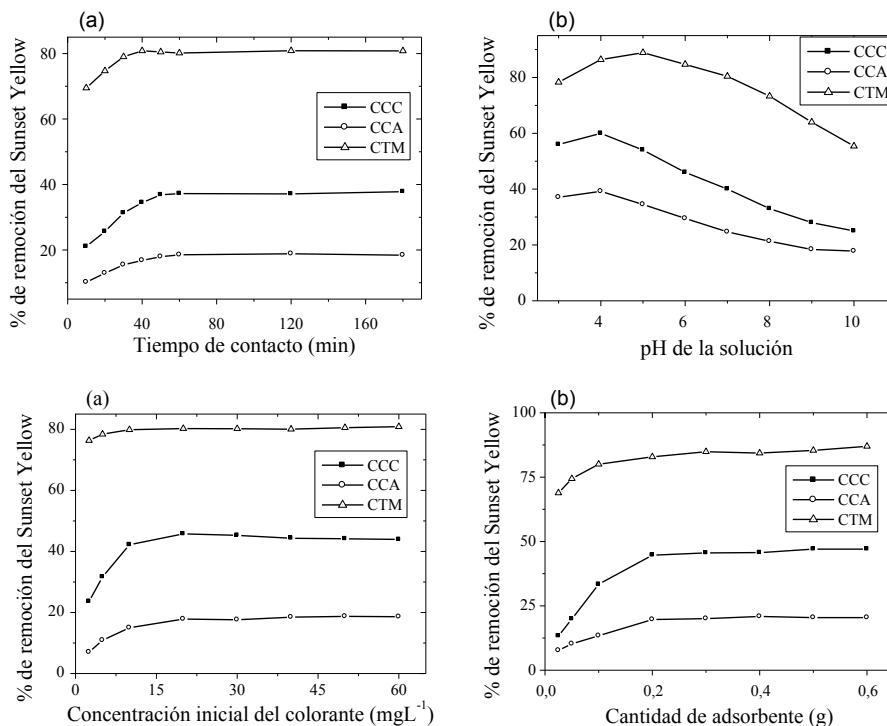 (a)
% de remoción del Sunset Yellow
80
60
40
20
CCC
CCA
CTM
0
40
80
120
160
Tiempo de contacto (min)
(b)
% de remoción del Sunset Yellow
100
80
60
40
20
0
CCC
CCA
CTM
4
6
8
10
pH de la solución
(a)
% de remoción del Sunset Yellow
80
60
40
20
0
CCC
CCA
CTM
0
15
30
45
60
Concentración inicial del colorante (mgL-1)
(b)
% de remoción del Sunset Yellow
100
75
50
25
0
CCC
CCA
CTM
0,0
0,2
0,4
0,6
Cantidad de adsorbente (g)